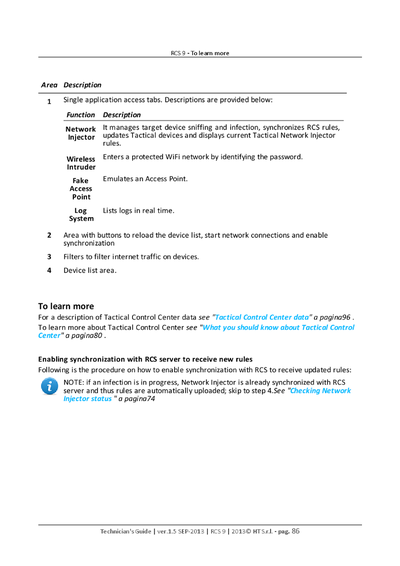 RCS 9 - To learn more
Area Description
1 Single application access tabs. Descriptions are provided below:
Function Description
Network It manages target device sniffing and infection, synchronizes RCS rules,
Injector updates Tactical devices and displays current Tactical Network Injector
rules.
Wireless Enters a protected WiFi network by identifying the password.
Intruder
Fake Emulates an Access Point.
Access
Point
Log Lists logs in real time.
System
2 Area with buttons to reload the device list, start network connections and enable
synchronization
3 Filters to filter internet traffic on devices.
4 Device list area.
To learn more
For a description of Tactical Control Center data see "Tactical Control Center data" a pagina96 .
To learn more about Tactical Control Center see "What you should know about Tactical Control
Center" a pagina80 .
Enabling synchronization with RCS server to receive new rules
Following is the procedure on how to enable synchronization with RCS to receive updated rules:
NOTE: if an infection is in progress, Network Injector is already synchronized with RCS
server and thus rules are automatically uploaded; skip to step 4.See "Checking Network
Injector status " a pagina74
Technician's Guide | ver.1.5 SEP-2013 | RCS 9 | 2013© HT S.r.l. - pag. 86